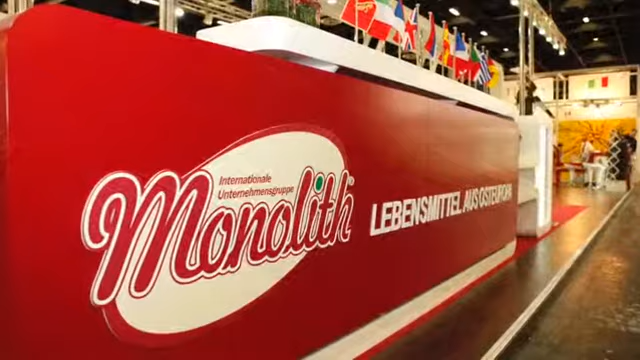 Internationale
Unternehmensgruppe
Monolith
LEBENSMITTEL AUS OSTEUROPA